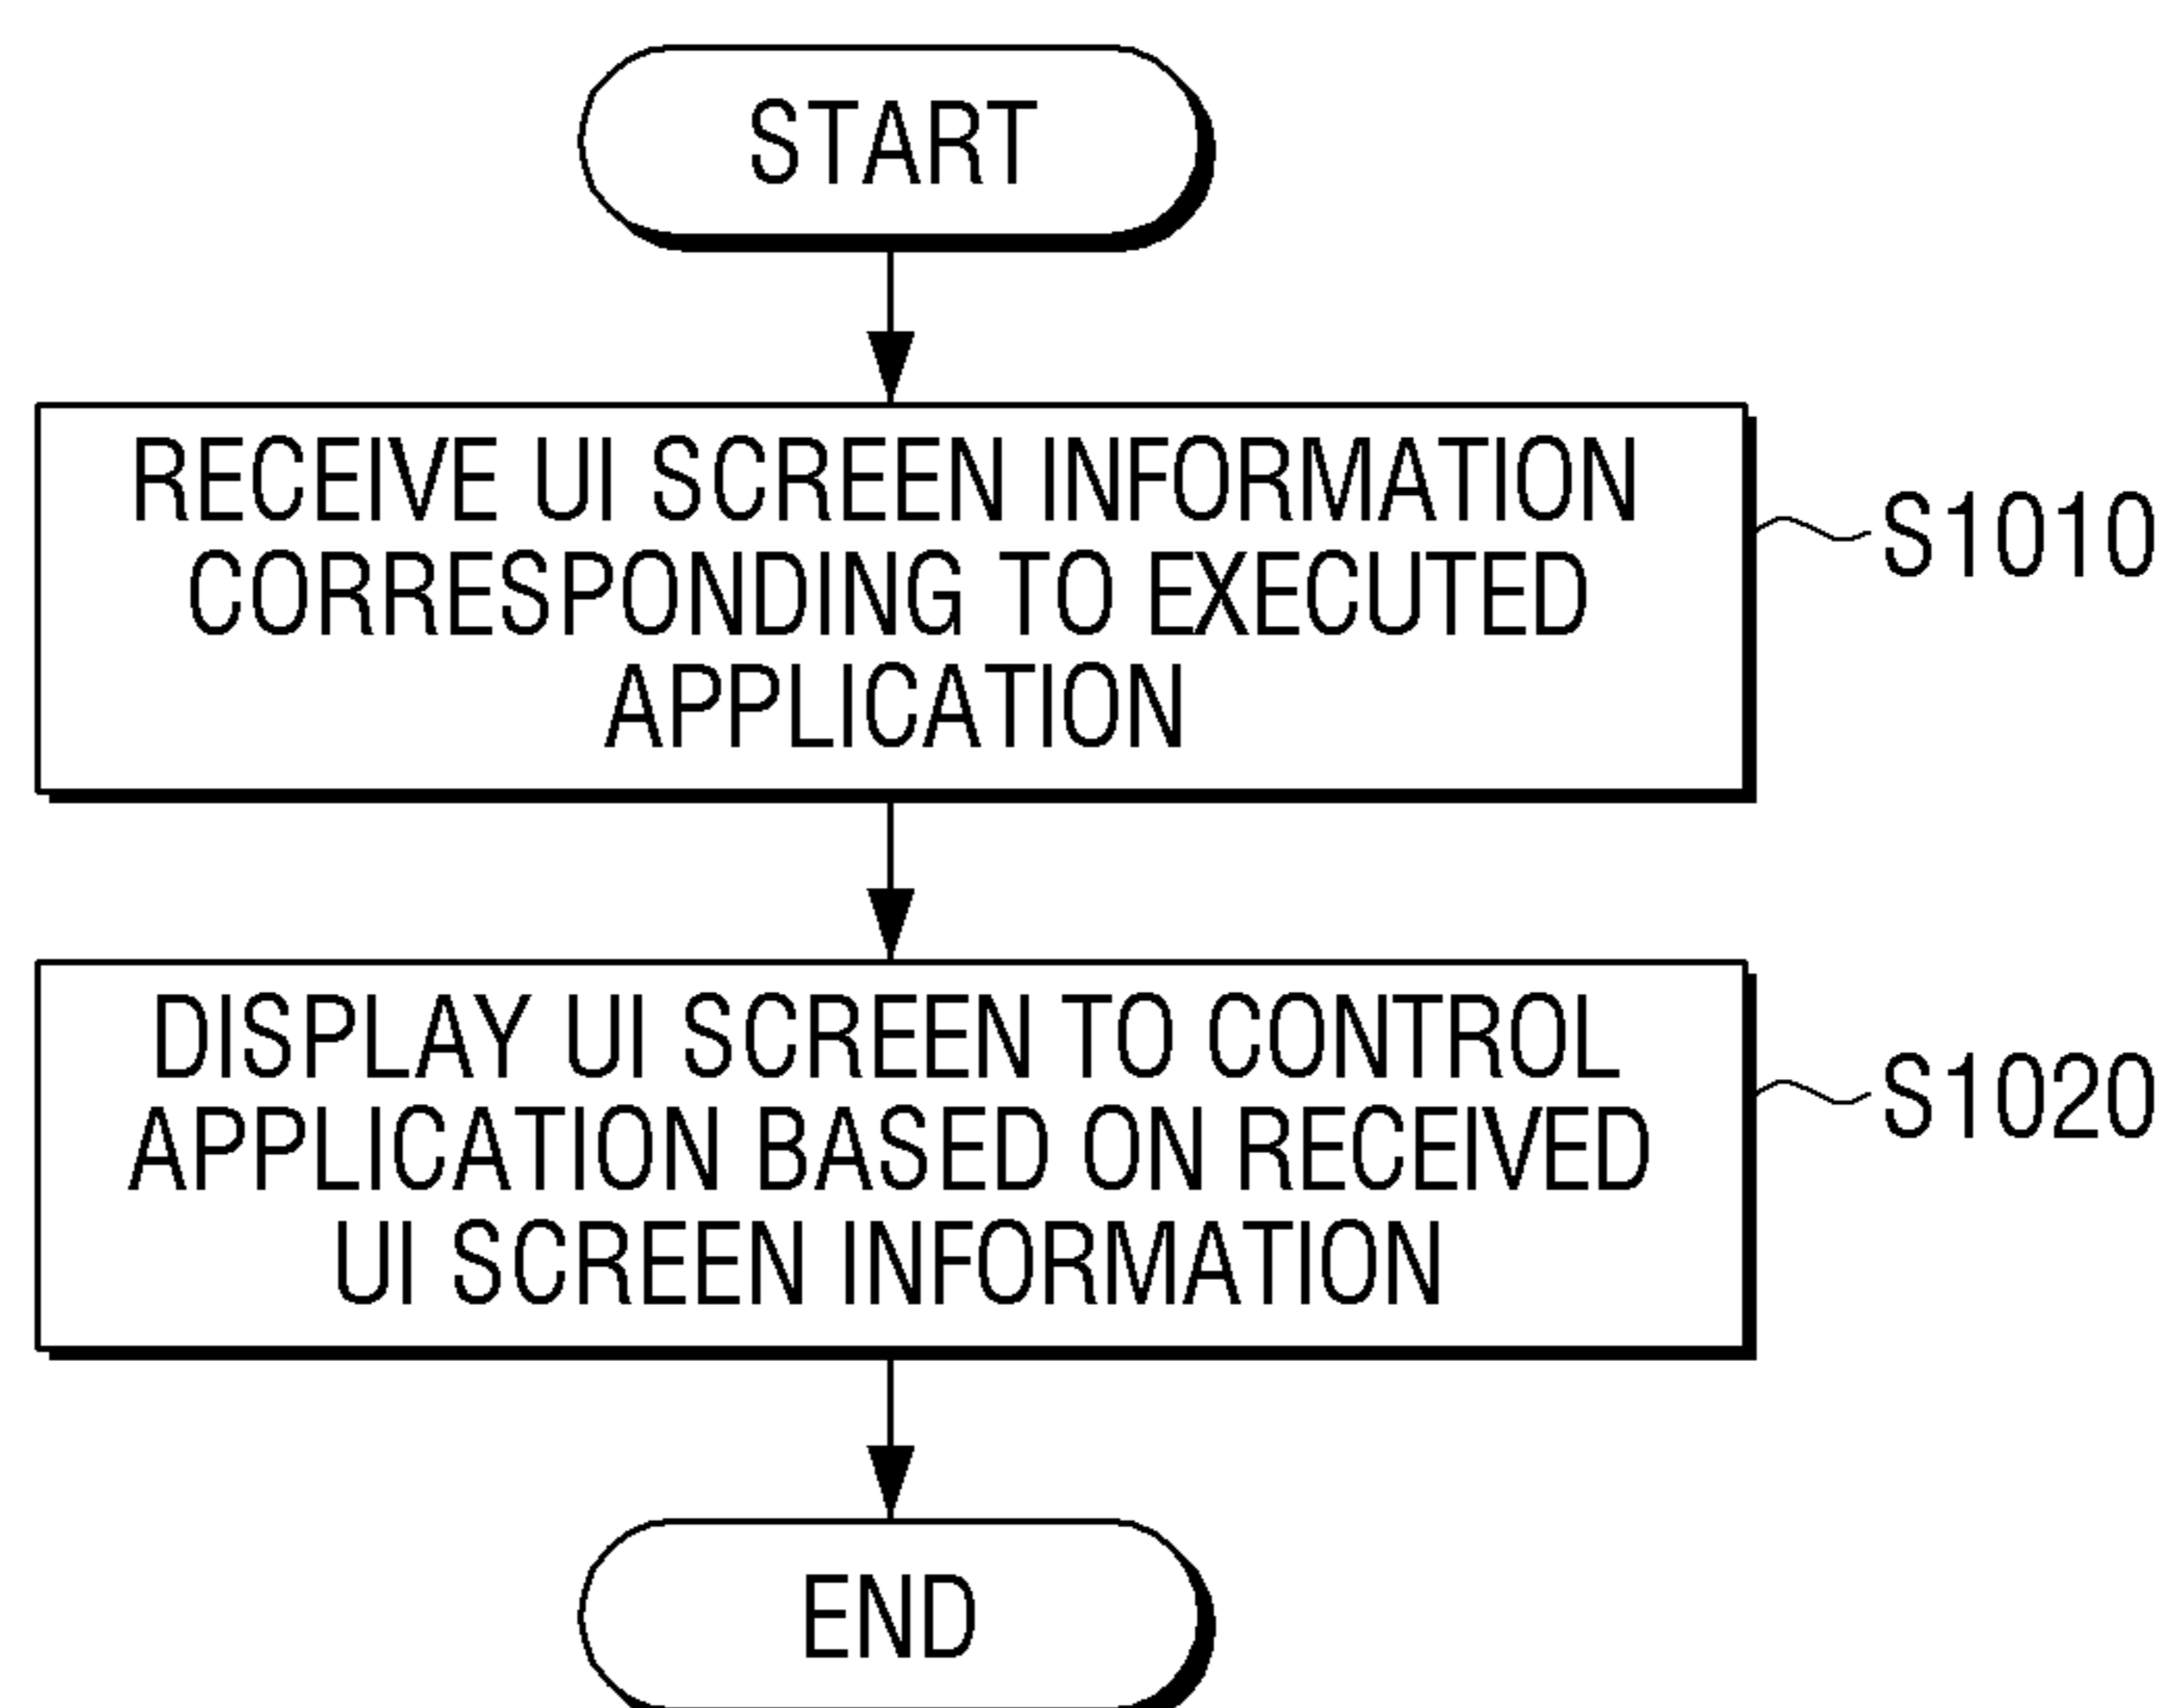 START
RECEIVE UI SCREEN INFORMATION
CORRESPONDING TO EXECUTED
APPLICATION
S1010
DISPLAY UI SCREEN TO CONTROL
APPLICATION BASED ON RECEIVED
UI SCREEN INFORMATION
S1020
END